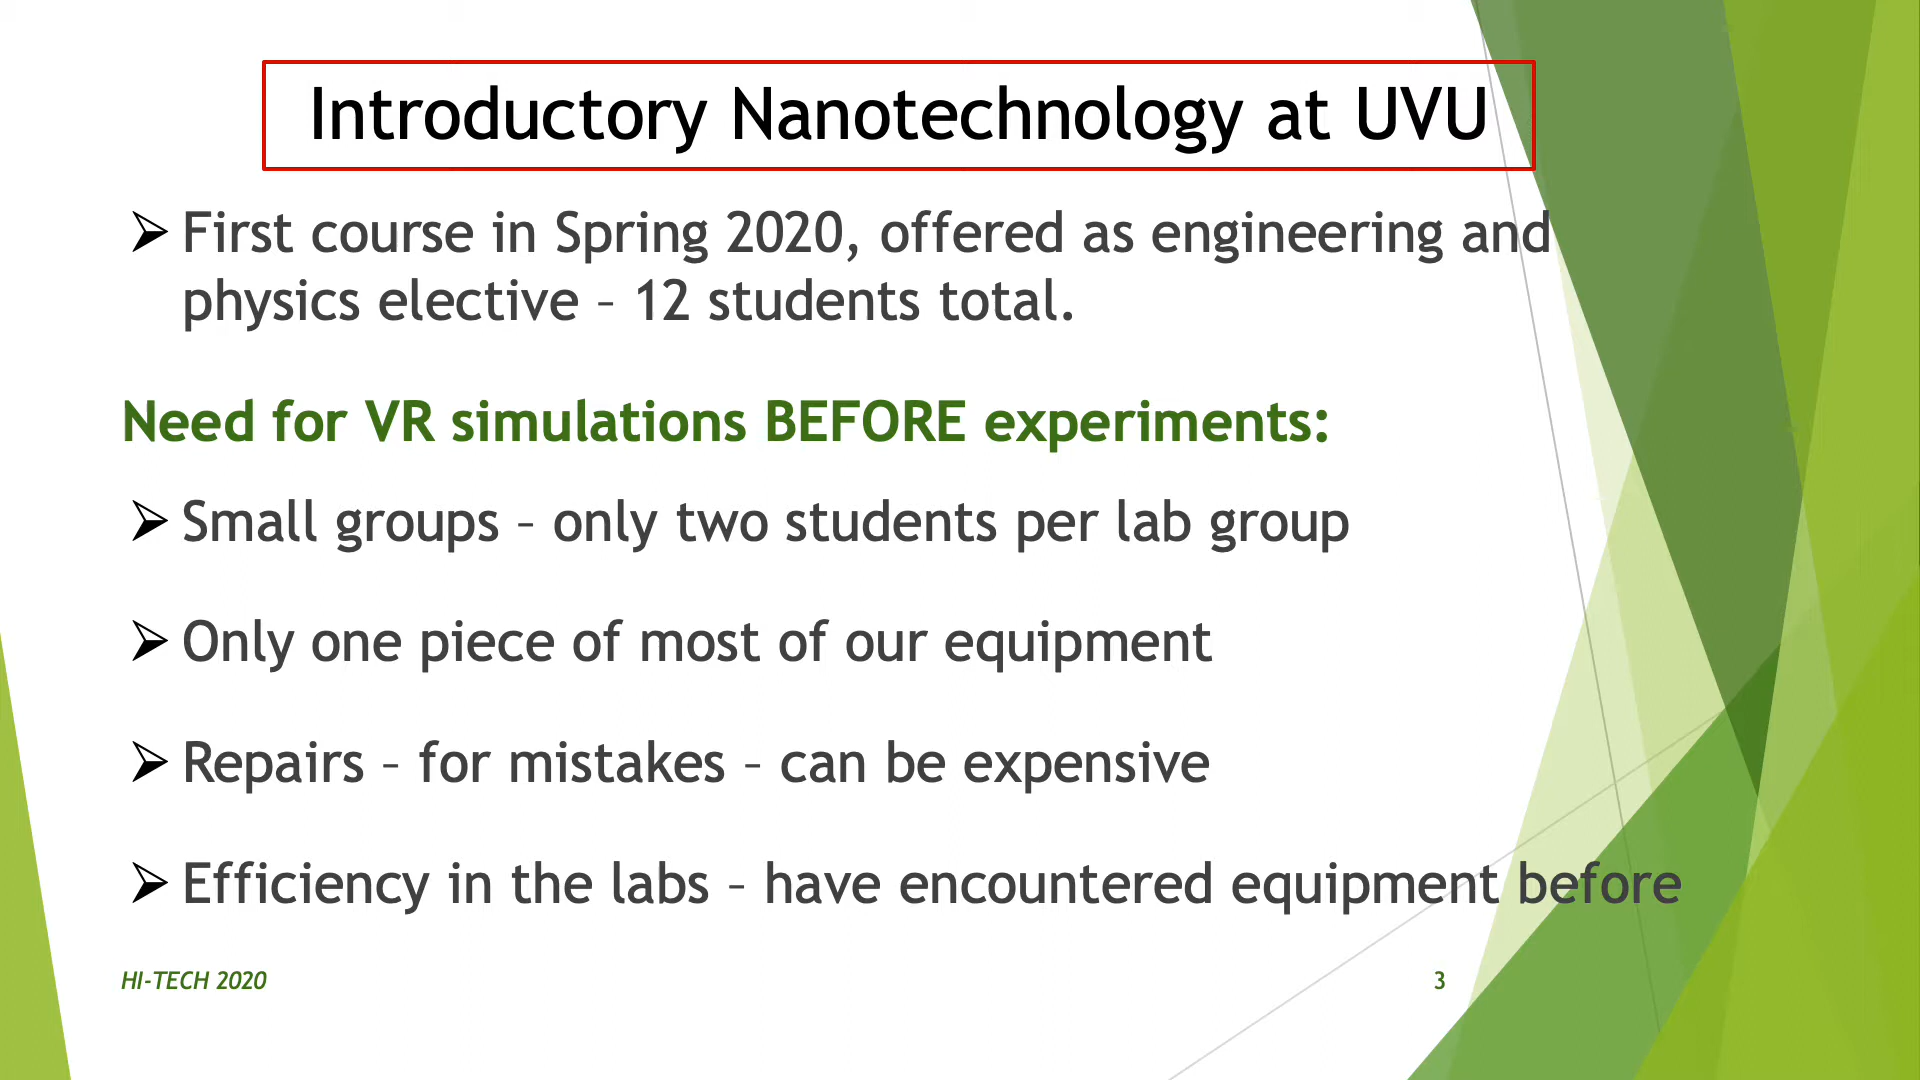 Introductory Nanotechnology at UVU
First course in Spring 2020, offered as engineering and
physics elective – 12 students total.
Need for VR simulations BEFORE experiments:
Small groups – only two students per lab group
Only one piece of most of our equipment
Repairs – for mistakes – can be expensive
Efficiency in the labs – have encountered equipment before
HI-TECH 2020
3